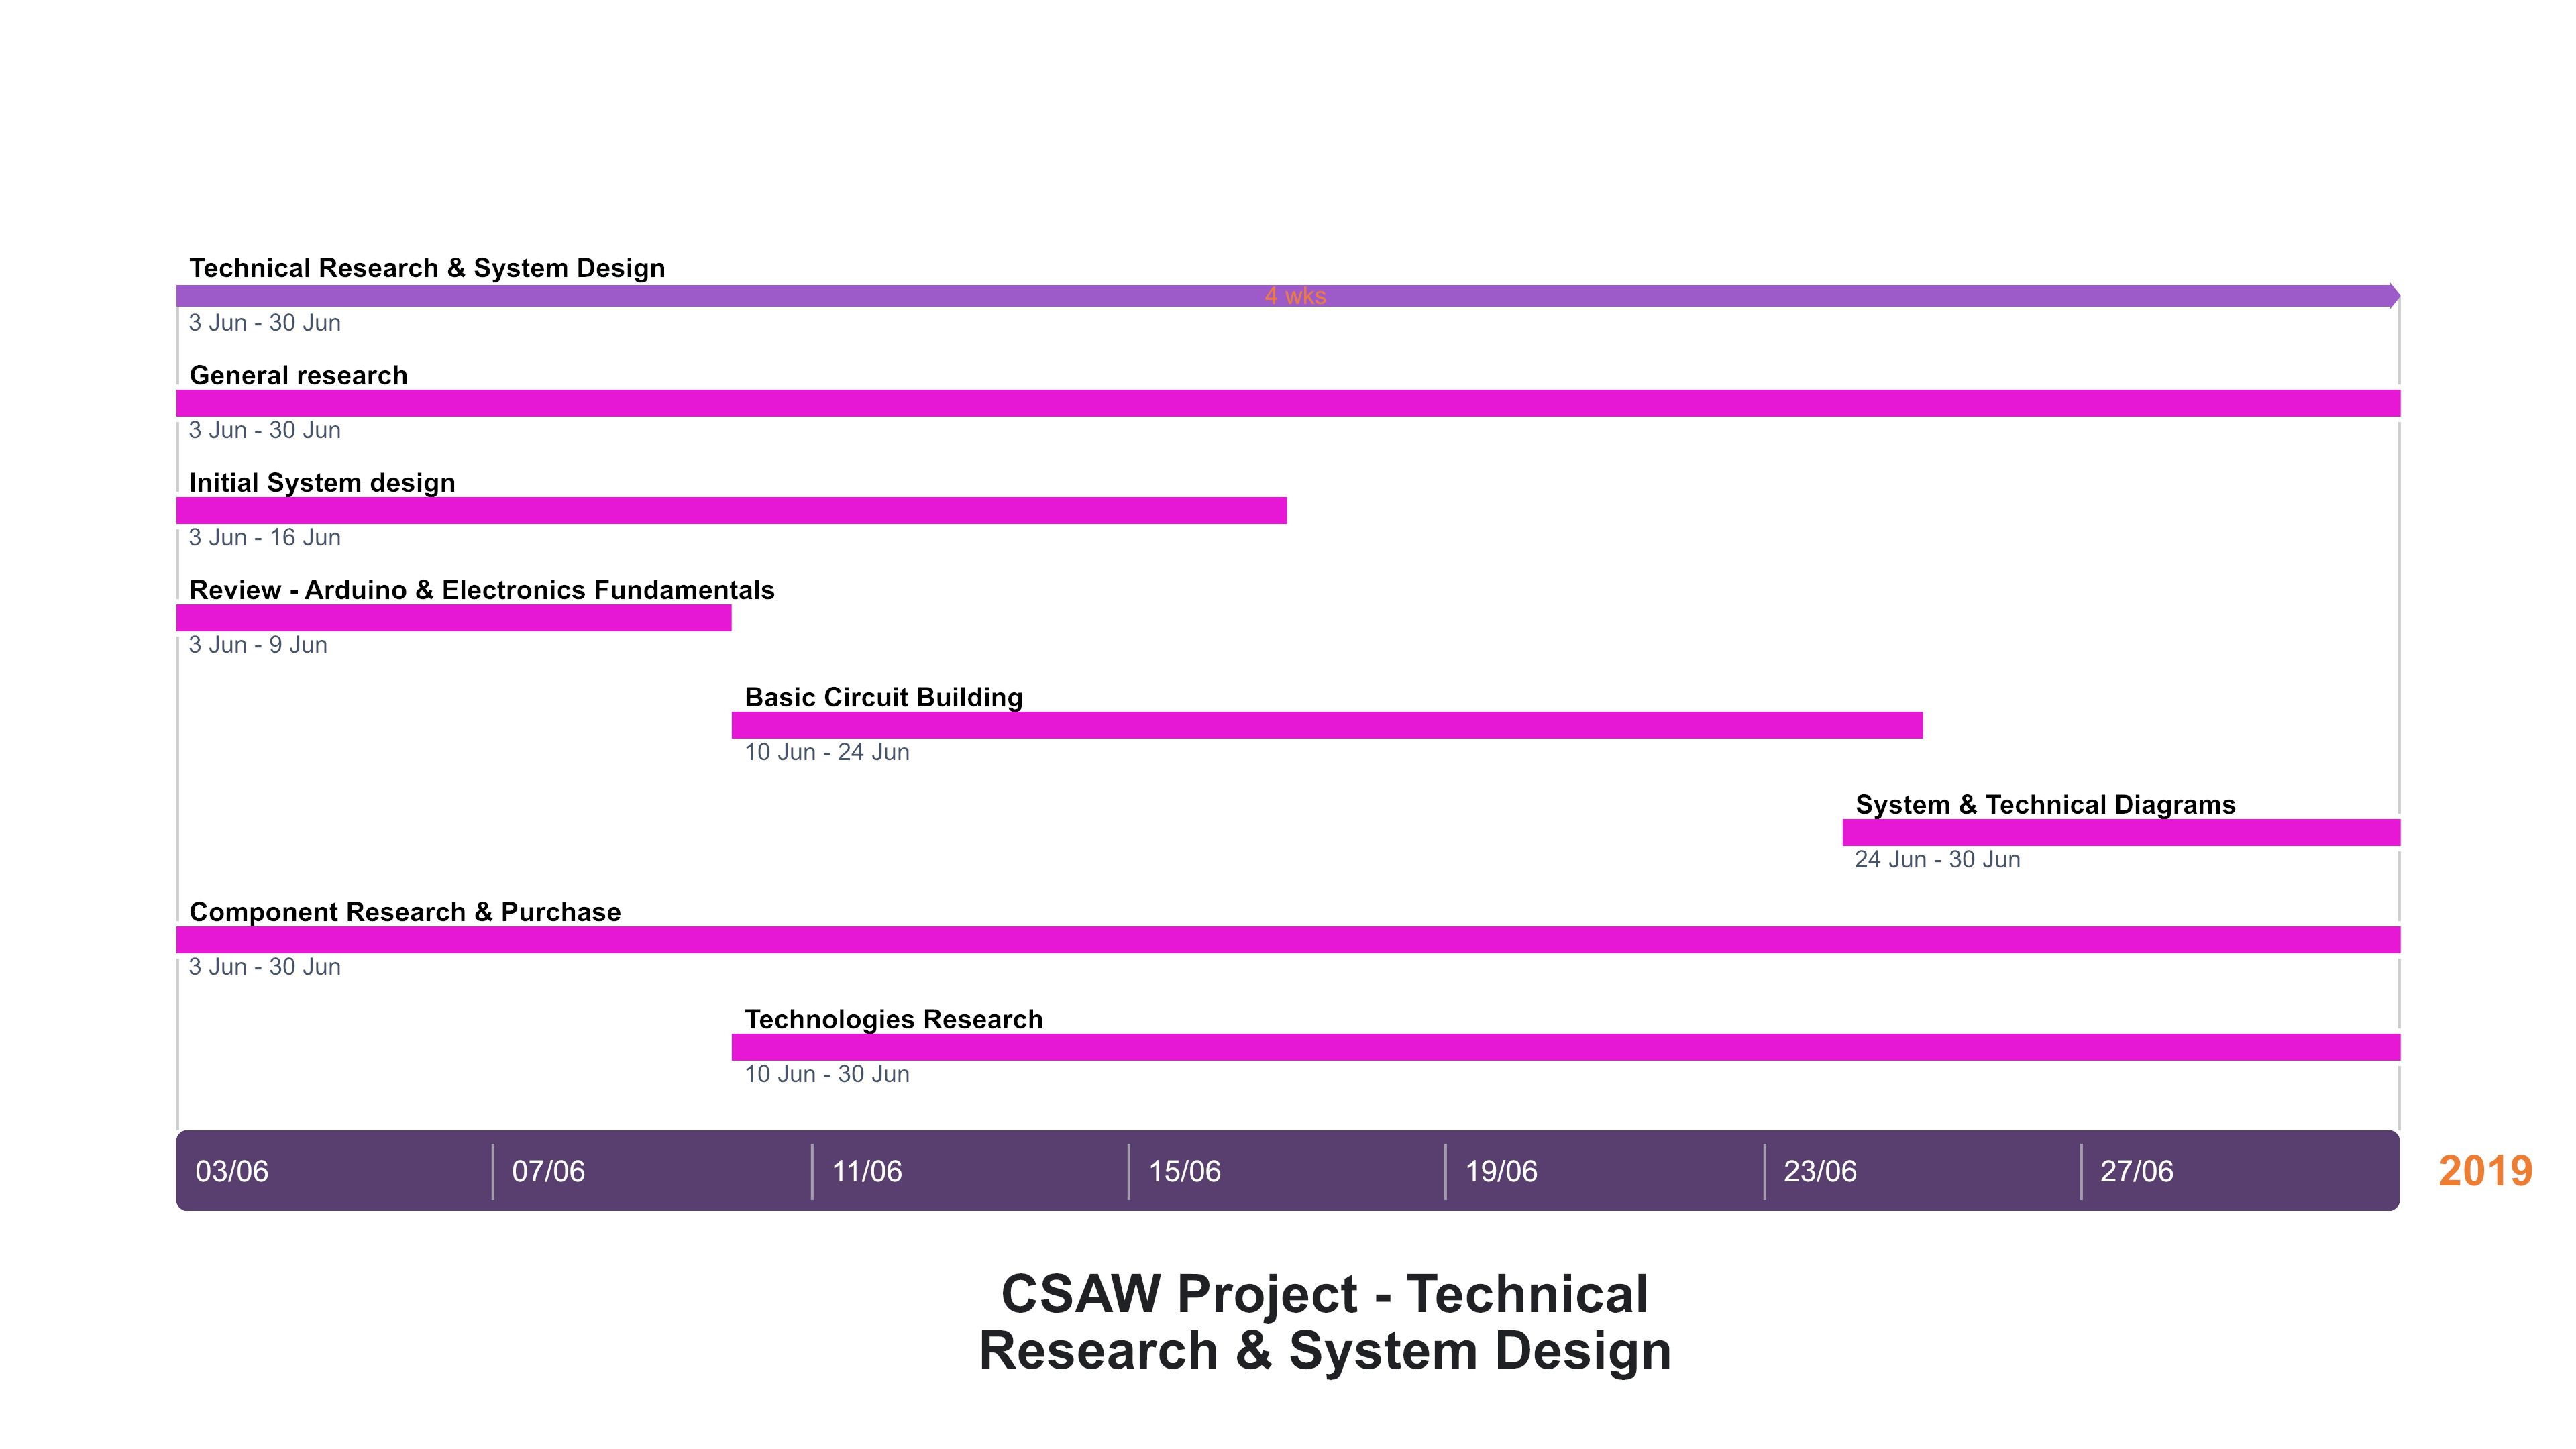 Technical Research & System Design
4 wks
3 Jun - 30 Jun
General research
3 Jun - 30 Jun
Initial System design
3 Jun - 16 Jun
Review - Arduino & Electronics Fundamentals
3 Jun - 9 Jun
Basic Circuit Building
10 Jun - 24 Jun
System & Technical Diagrams
24 Jun - 30 Jun
Component Research & Purchase
3 Jun - 30 Jun
Technologies Research
10 Jun - 30 Jun
03/06 07/06 11/06 15/06 19/06 23/06 27/06 2019
CSAW Project - Technical
Research & System Design